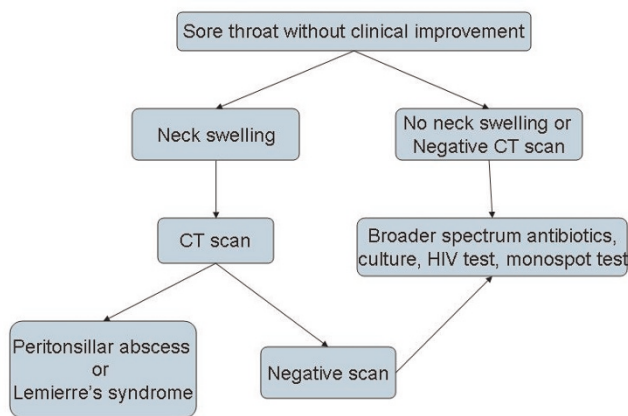 Sore throat without clinical improvement
Neck swelling
No neck swelling or
Negative CT scan
CT scan
Broader spectrum antibiotics,
culture, HIV test, monospot test
Peritonsillar abscess
or
Lemierre's syndrome
Negative scan